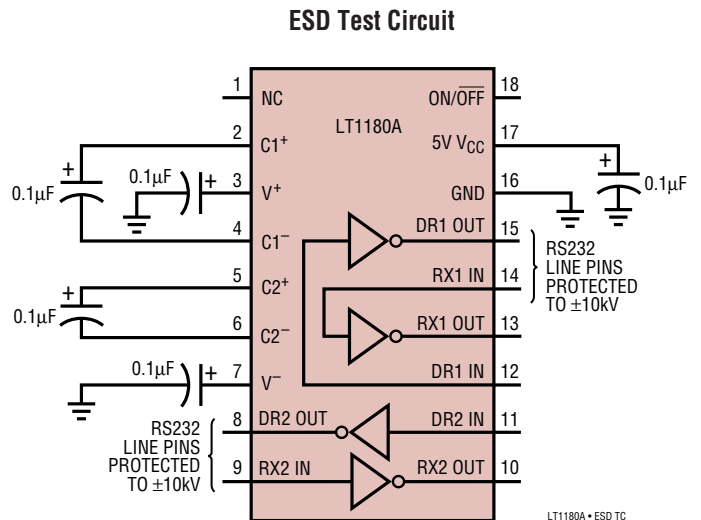 ESD Test Circuit
LT1180A
1 NC
2 C1+
3 V+
4 C1–
5 C2+
6 C2–
7 V–
8 DR2 OUT
9 RX2 IN
ON/OFF 18
5V VCC 17
GND 16
DR1 OUT 15
RX1 IN 14
RX1 OUT 13
DR1 IN 12
DR2 IN 11
RX2 OUT 10
+
0.1µF
0.1µF +
+
0.1µF
0.1µF +
+
0.1µF
RS232
LINE PINS
PROTECTED
TO ±10kV
RS232
LINE PINS
PROTECTED
TO ±10kV
LT1180A • ESD TC